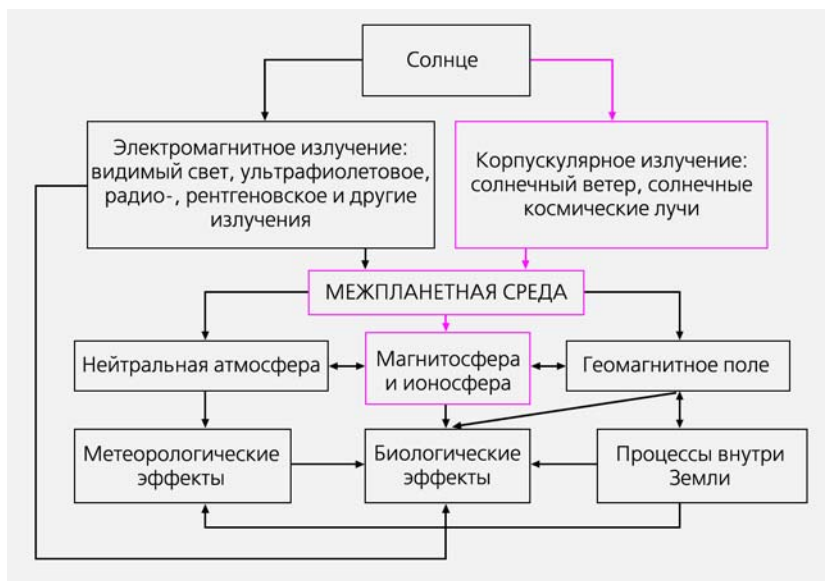 Солнце
Электромагнитное излучение:
видимый свет, ультрафиолетовое,
радио-, рентгеновское и другие
излучения
Корпускулярное излучение:
солнечный ветер, солнечные
космические лучи
МЕЖПЛАНЕТНАЯ СРЕДА
Нейтральная атмосфера
Магнитосфера
и ионосфера
Геомагнитное поле
Метеорологические
эффекты
Биологические
эффекты
Процессы внутри
Земли